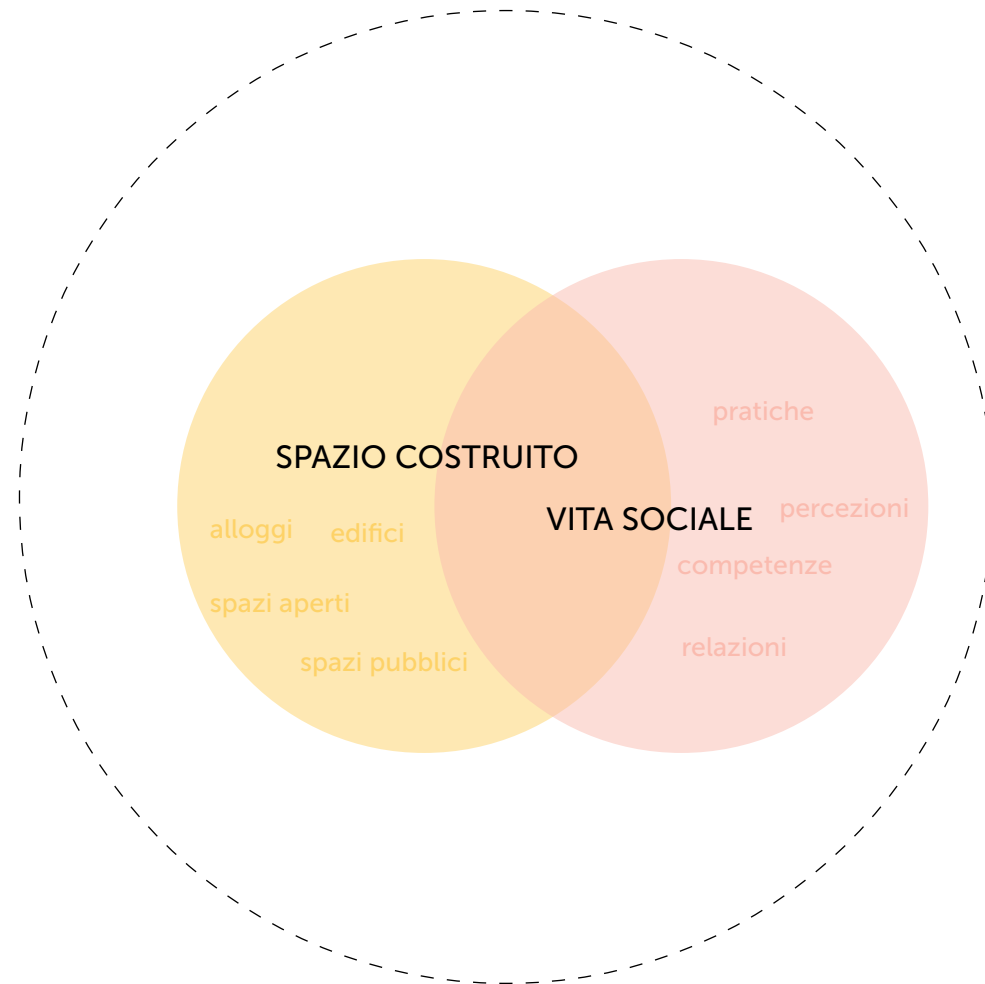 pratiche
SPAZIO COSTRUITO
percezioni
VITA SOCIALE
alloggi
edifici
competenze
spazi aperti
relazioni
spazi pubblici